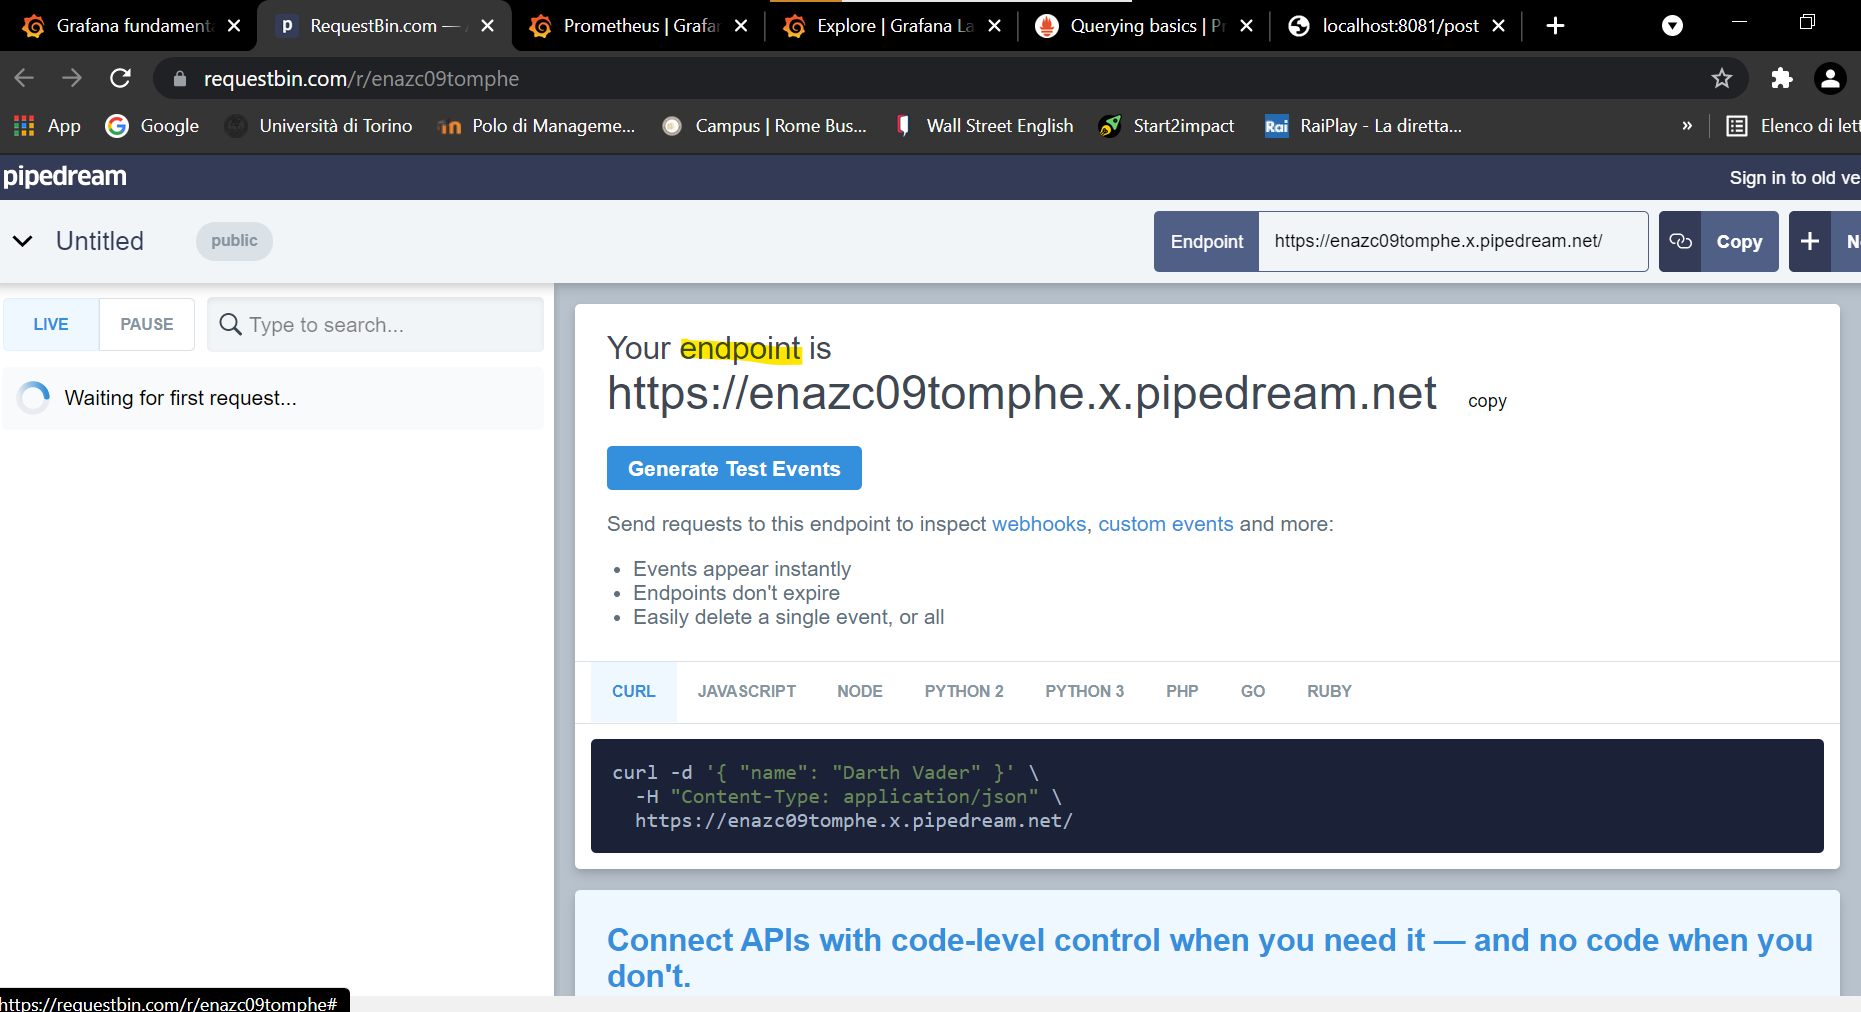 Grafana fundament
RequestBin.com —
Prometheus | Grafar
Explore | Grafana La
Querying basics | Pr
localhost:8081/post
requestbin.com/r/enazc09tomphe
App
Google
Università di Torino
Polo di Manageme...
Campus | Rome Bus...
Wall Street English
Start2impact
Rai
RaiPlay - La diretta...
»
Elenco di lett
pipedream
Sign in to old ve
Untitled
public
Endpoint
https://enazc09tomphe.x.pipedream.net/
Copy
N
LIVE
PAUSE
Type to search...
Waiting for first request...
Your endpoint is
https://enazc09tomphe.x.pipedream.net
copy
Generate Test Events
Send requests to this endpoint to inspect webhooks, custom events and more:
• Events appear instantly
• Endpoints don't expire
• Easily delete a single event, or all
CURL
JAVASCRIPT
NODE
PYTHON 2
PYTHON 3
PHP
GO
RUBY
curl -d '{ "name": "Darth Vader" }' \
-H "Content-Type: application/json" \
https://enazc09tomphe.x.pipedream.net/
Connect APIs with code-level control when you need it — and no code when you
don't.
https://requestbin.com/r/enazc09tomphe#